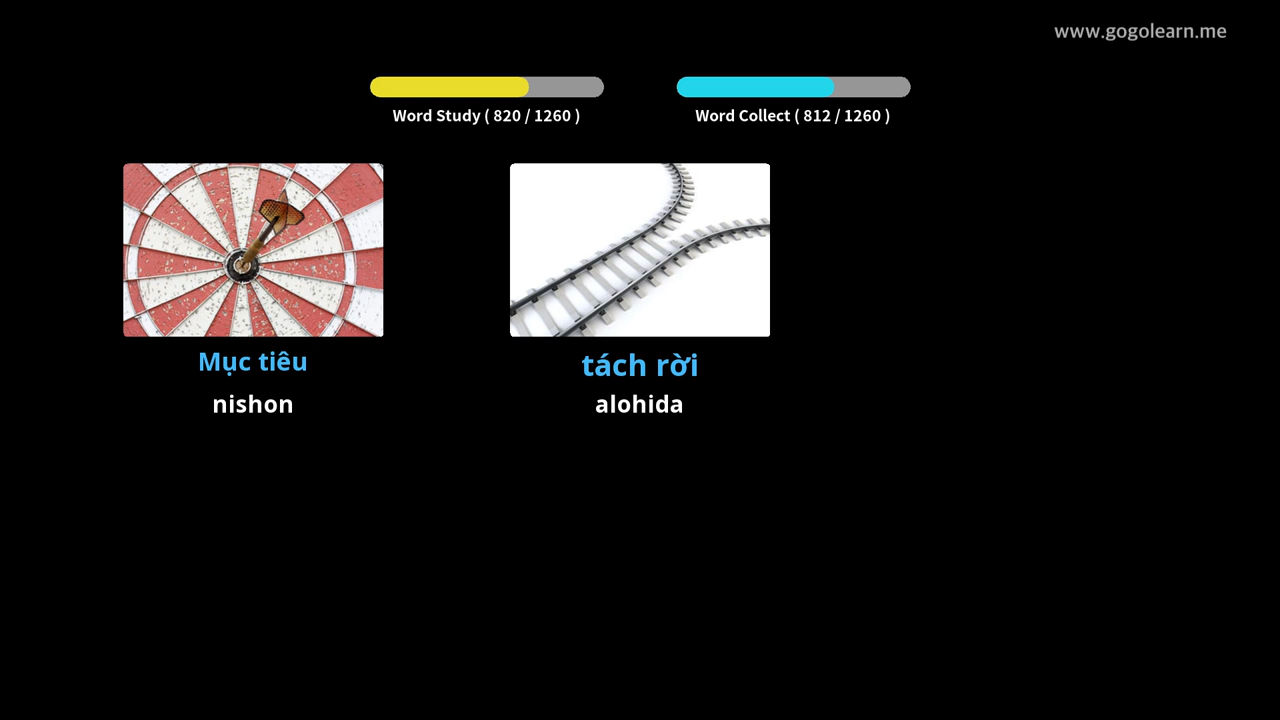 www.gogolearn.me
Word Study ( 820 / 1260 )
Word Collect ( 812 / 1260 )
Mục tiêu
nishon
tách rời
alohida